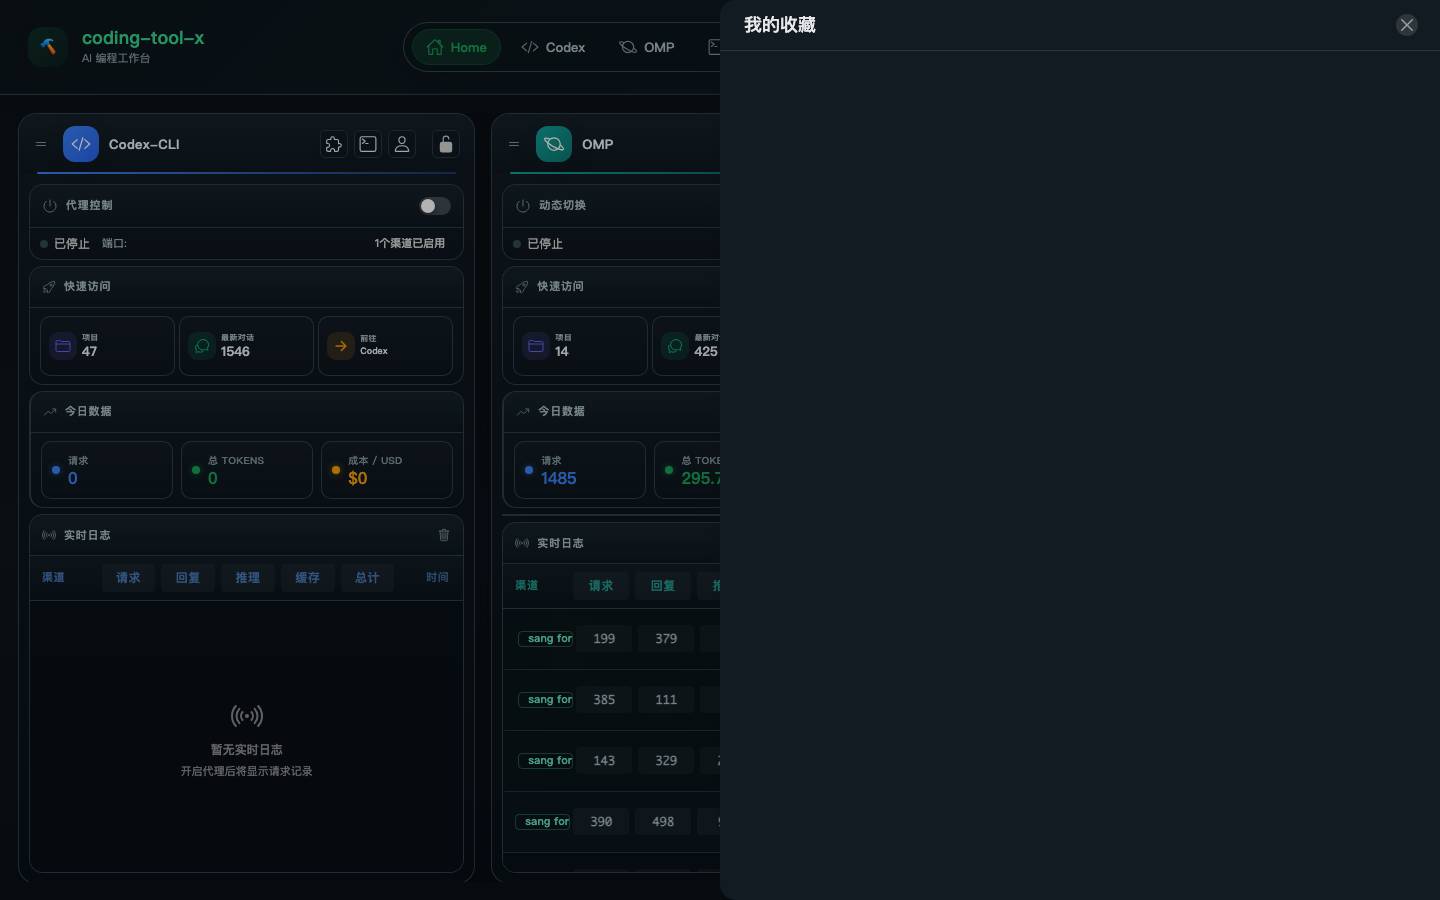 coding-tool-x
AI 编程工作台
Home
Codex
OMP
我的收藏
Codex-CLI
代理控制
已停止
端口:
1个渠道已启用
快速访问
项目
47
最新对话
1546
前往
Codex
今日数据
请求
0
总 TOKENS
0
成本 / USD
$0
实时日志
渠道 请求 回复 推理 缓存 总计 时间
暂无实时日志
开启代理后将显示请求记录
OMP
动态切换
已停止
快速访问
项目
14
最新对
425
今日数据
请求
1485
总 TOKE
295.7
实时日志
渠道 请求 回复
sang for 199 379
sang for 385 111
sang for 143 329
sang for 390 498